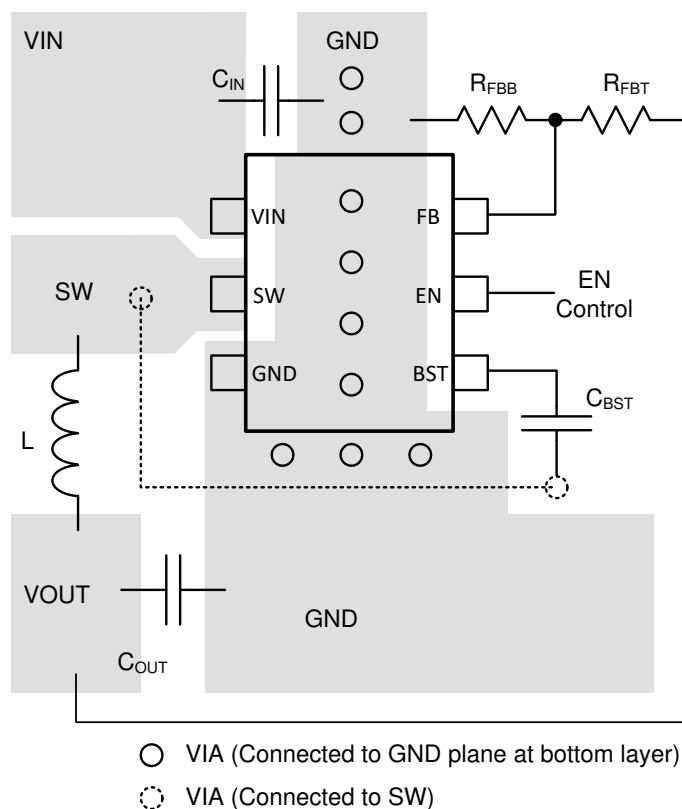 VIN
GND
C_IN
R_FBB
R_FBT
VIN
FB
SW
SW
EN
EN
Control
GND
BST
C_BST
L
VOUT
GND
C_OUT
VIA (Connected to GND plane at bottom layer)
VIA (Connected to SW)